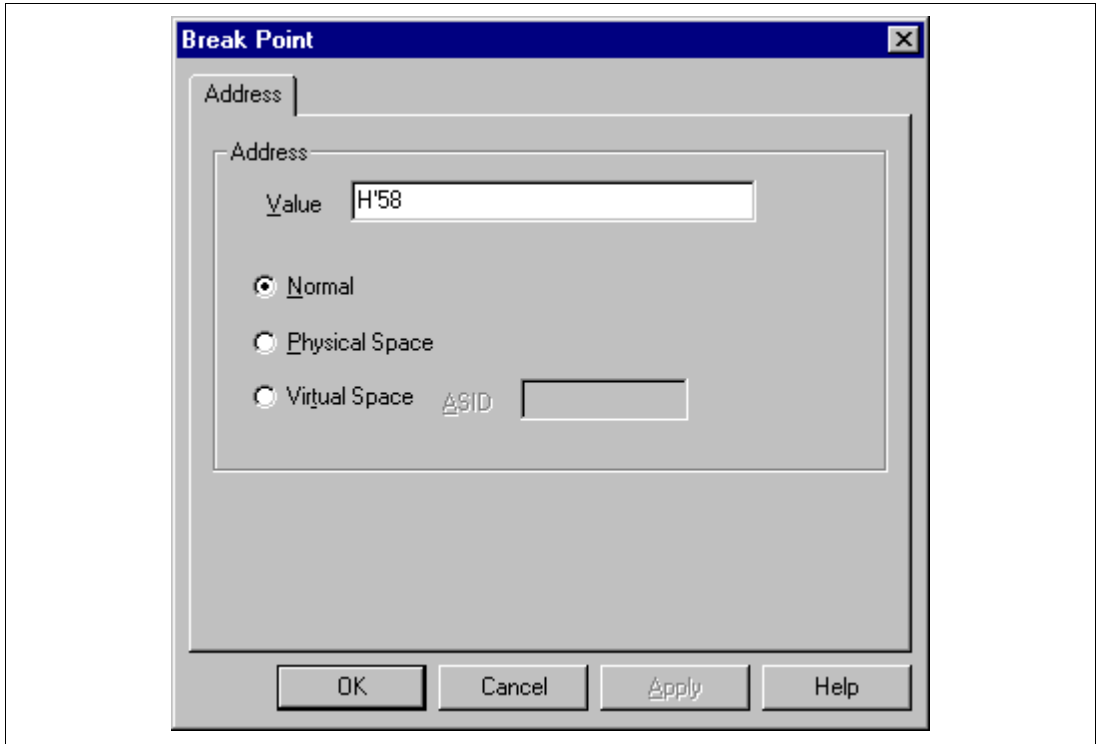 Break Point
Address
Address
Value H'58
Normal
Physical Space
Virtual Space ASID
OK Cancel Apply Help